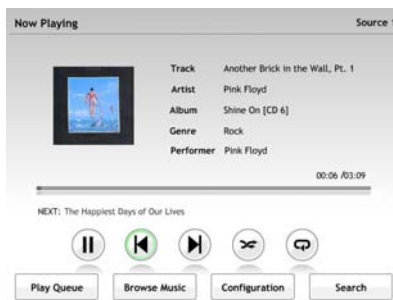 Now Playing Source 1
Track Another Brick in the Wall, Pt. 1
Artist Pink Floyd
Album Shine On [CD 6]
Genre Rock
Performer Pink Floyd
00:06 /03:09
NEXT: The Happiest Days of Our Lives
Play Queue Browse Music Configuration Search